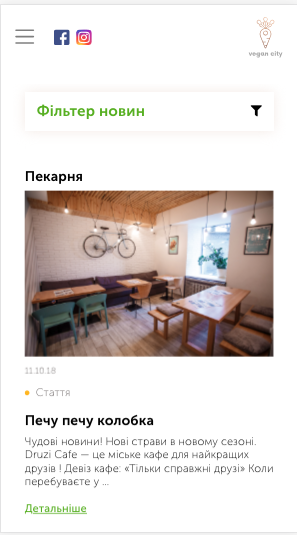 vegan city
Фільтер новин
Пекарня
11.10.18
Стаття
Печу печу колобка
Чудові новини! Нові страви в новому сезоні.
Druzi Cafe — це міське кафе для найкращих
друзів ! Девіз кафе: «Тільки справжні друзі» Коли
перебуваєте у ...
Детальніше